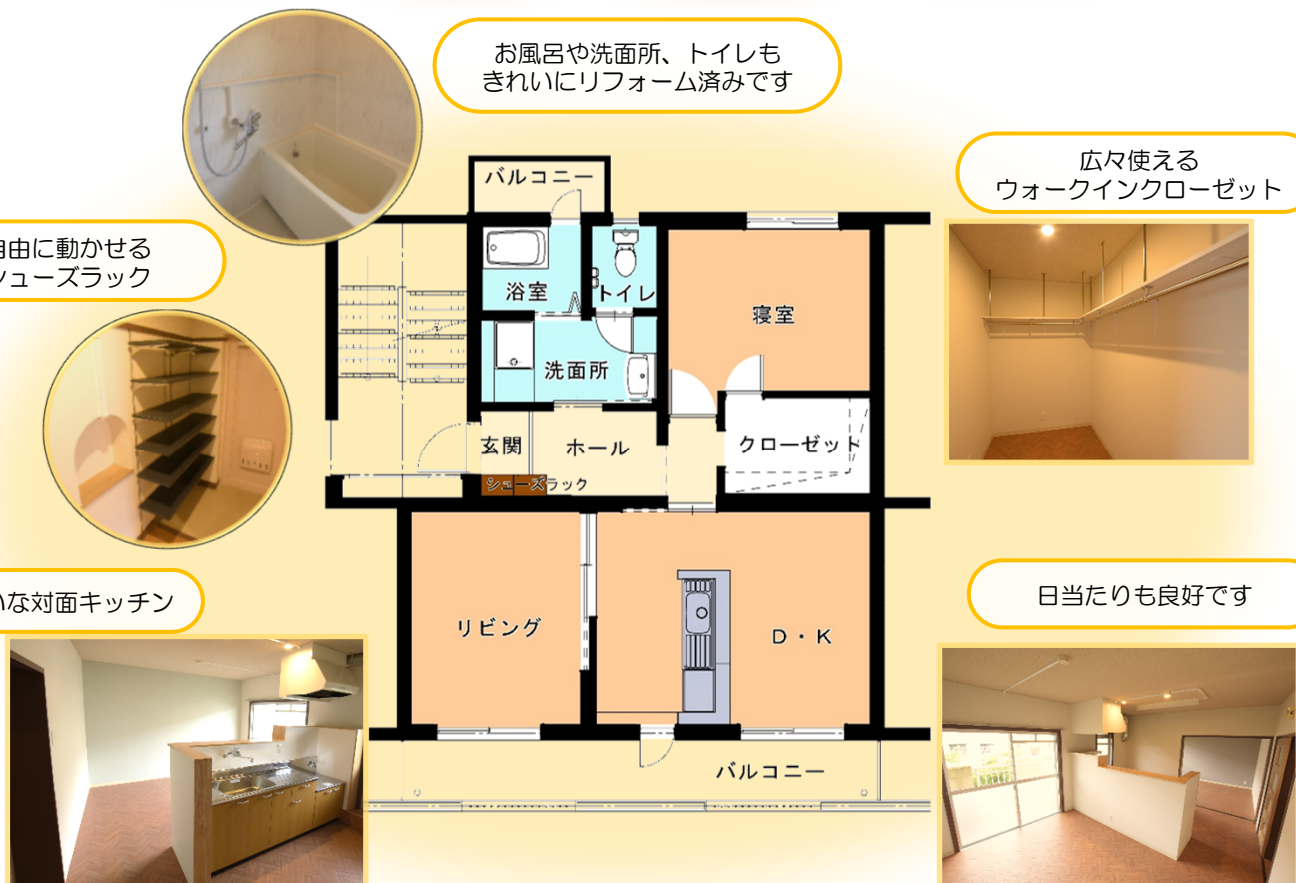 お風呂や洗面所、トイレも
きれいにリフォーム済みです
広々使える
ウォークインクローゼット
自由に動かせる
シューズラック
バルコニー
浴室
トイレ
寝室
洗面所
玄関
ホール
クローゼット
シューズラック
いな対面キッチン
日当たりも良好です
リビング
D・K
バルコニー